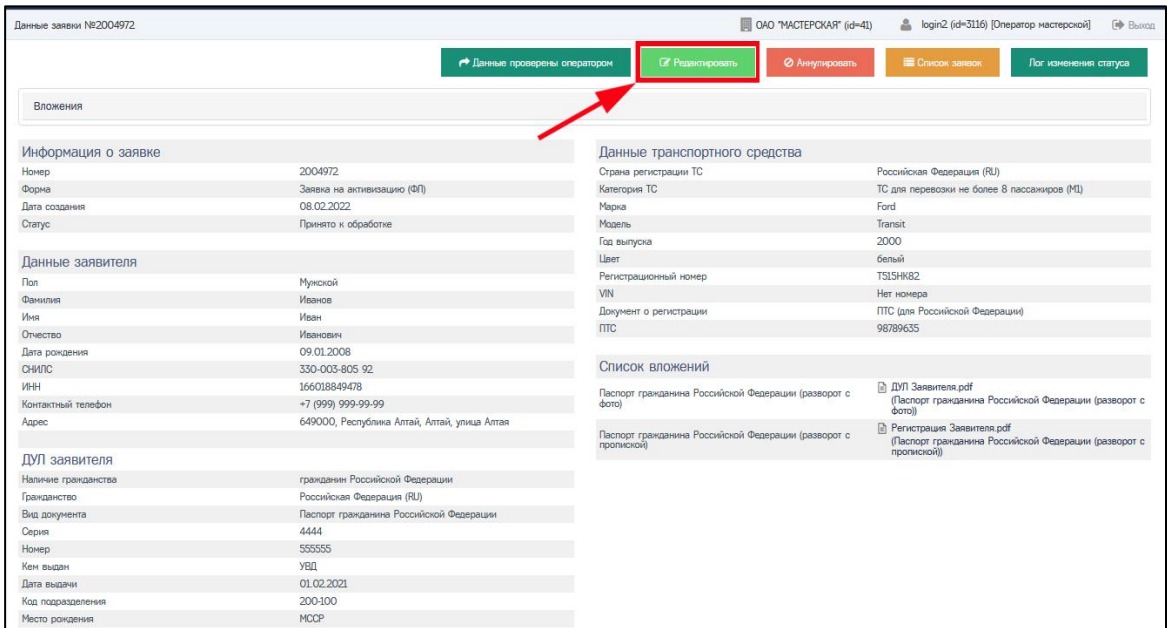 Данные заявки №2004972
ОАО "МАСТЕРСКАЯ" (id=41)
login2 (id=3116) [Оператор мастерской]
Выход
Данные проверены оператором
Редактировать
Аннулировать
Список заявок
Лог изменения статуса
Вложения
Информация о заявке
Номер 2004972
Форма Заявка на активизацию (ФЛ)
Дата создания 08.02.2022
Статус Принято к обработке
Данные заявителя
Пол Мужской
Фамилия Иванов
Имя Иван
Отчество Иванович
Дата рождения 09.01.2008
СНИЛС 330-003-805 92
ИНН 166018849478
Контактный телефон +7 (999) 999-99-99
Адрес 649000, Республика Алтай, Алтай, улица Алтая
ДУЛ заявителя
Наличие гражданства гражданин Российской Федерации
Гражданство Российская Федерация (RU)
Вид документа Паспорт гражданина Российской Федерации
Серия 4444
Номер 555555
Кем выдан УВД
Дата выдачи 01.02.2021
Код подразделения 200-100
Место рождения МССР
Данные транспортного средства
Страна регистрации ТС Российская Федерация (RU)
Категория ТС ТС для перевозки не более 8 пассажиров (M1)
Марка Ford
Модель Transit
Год выпуска 2000
Цвет белый
Регистрационный номер Т515НК82
VIN Нет номера
Документ о регистрации ПТС (для Российской Федерации)
ПТС 98789635
Список вложений
Паспорт гражданина Российской Федерации (разворот с
фото)
ДУЛ Заявителя.pdf
(Паспорт гражданина Российской Федерации (разворот с
фото))
Паспорт гражданина Российской Федерации (разворот с
пропиской)
Регистрация Заявителя.pdf
(Паспорт гражданина Российской Федерации (разворот с
пропиской))